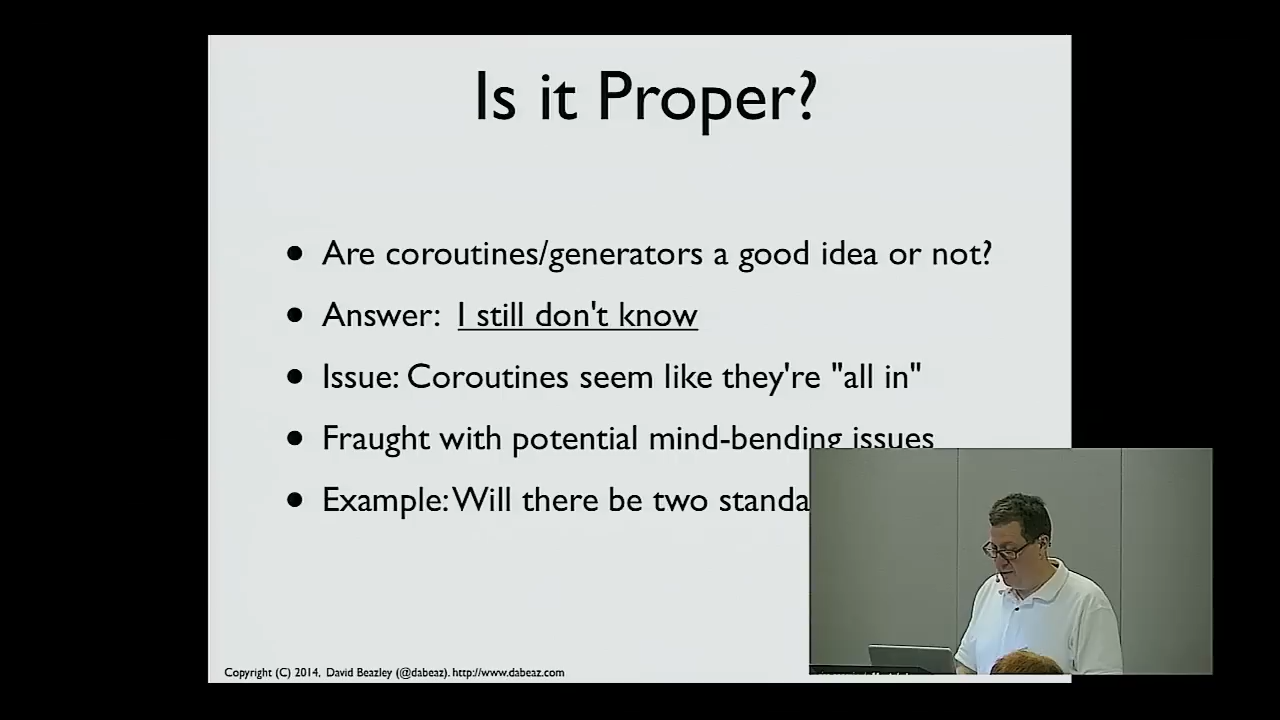 Is it Proper?
• Are coroutines/generators a good idea or not?
• Answer: I still don't know
• Issue: Coroutines seem like they're "all in"
• Fraught with potential mind-bending issues
• Example: Will there be two standa
Copyright (C) 2014, David Beazley (@dabeaz). http://www.dabeaz.com